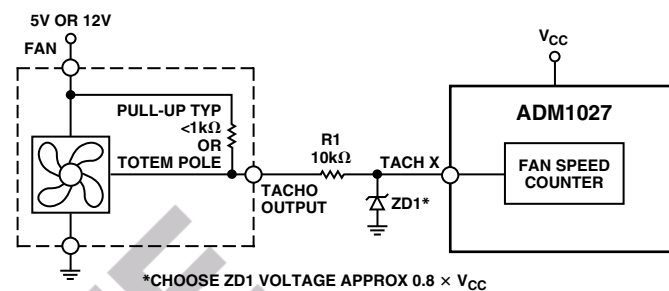 5V OR 12V
FAN
PULL-UP TYP
<1kΩ
OR
TOTEM POLE
TACHO
OUTPUT
R1
10kΩ
TACH X
ZD1*
VCC
ADM1027
FAN SPEED
COUNTER
*CHOOSE ZD1 VOLTAGE APPROX 0.8 × VCC